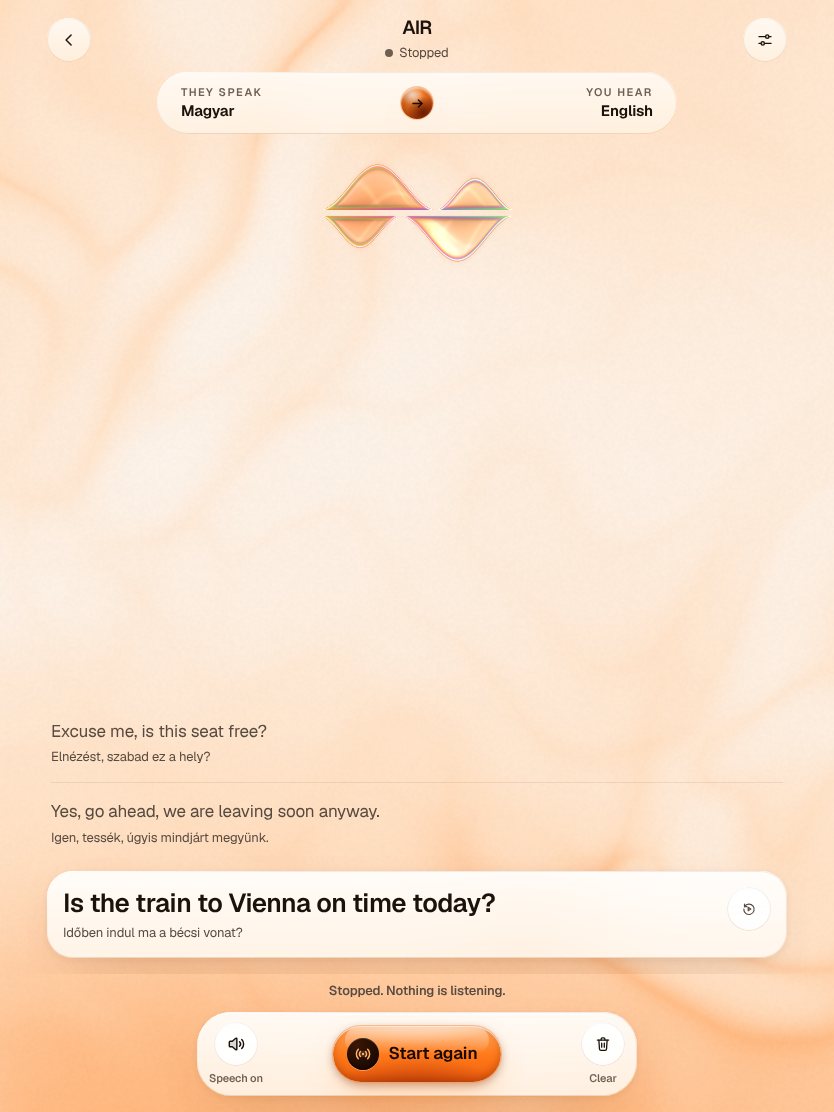 AIR
Stopped
THEY SPEAK
Magyar
YOU HEAR
English
Excuse me, is this seat free?
Elnézést, szabad ez a hely?
Yes, go ahead, we are leaving soon anyway.
Igen, tessék, úgyis mindjárt megyünk.
Is the train to Vienna on time today?
Időben indul ma a bécsi vonat?
Stopped. Nothing is listening.
Speech on
Start again
Clear